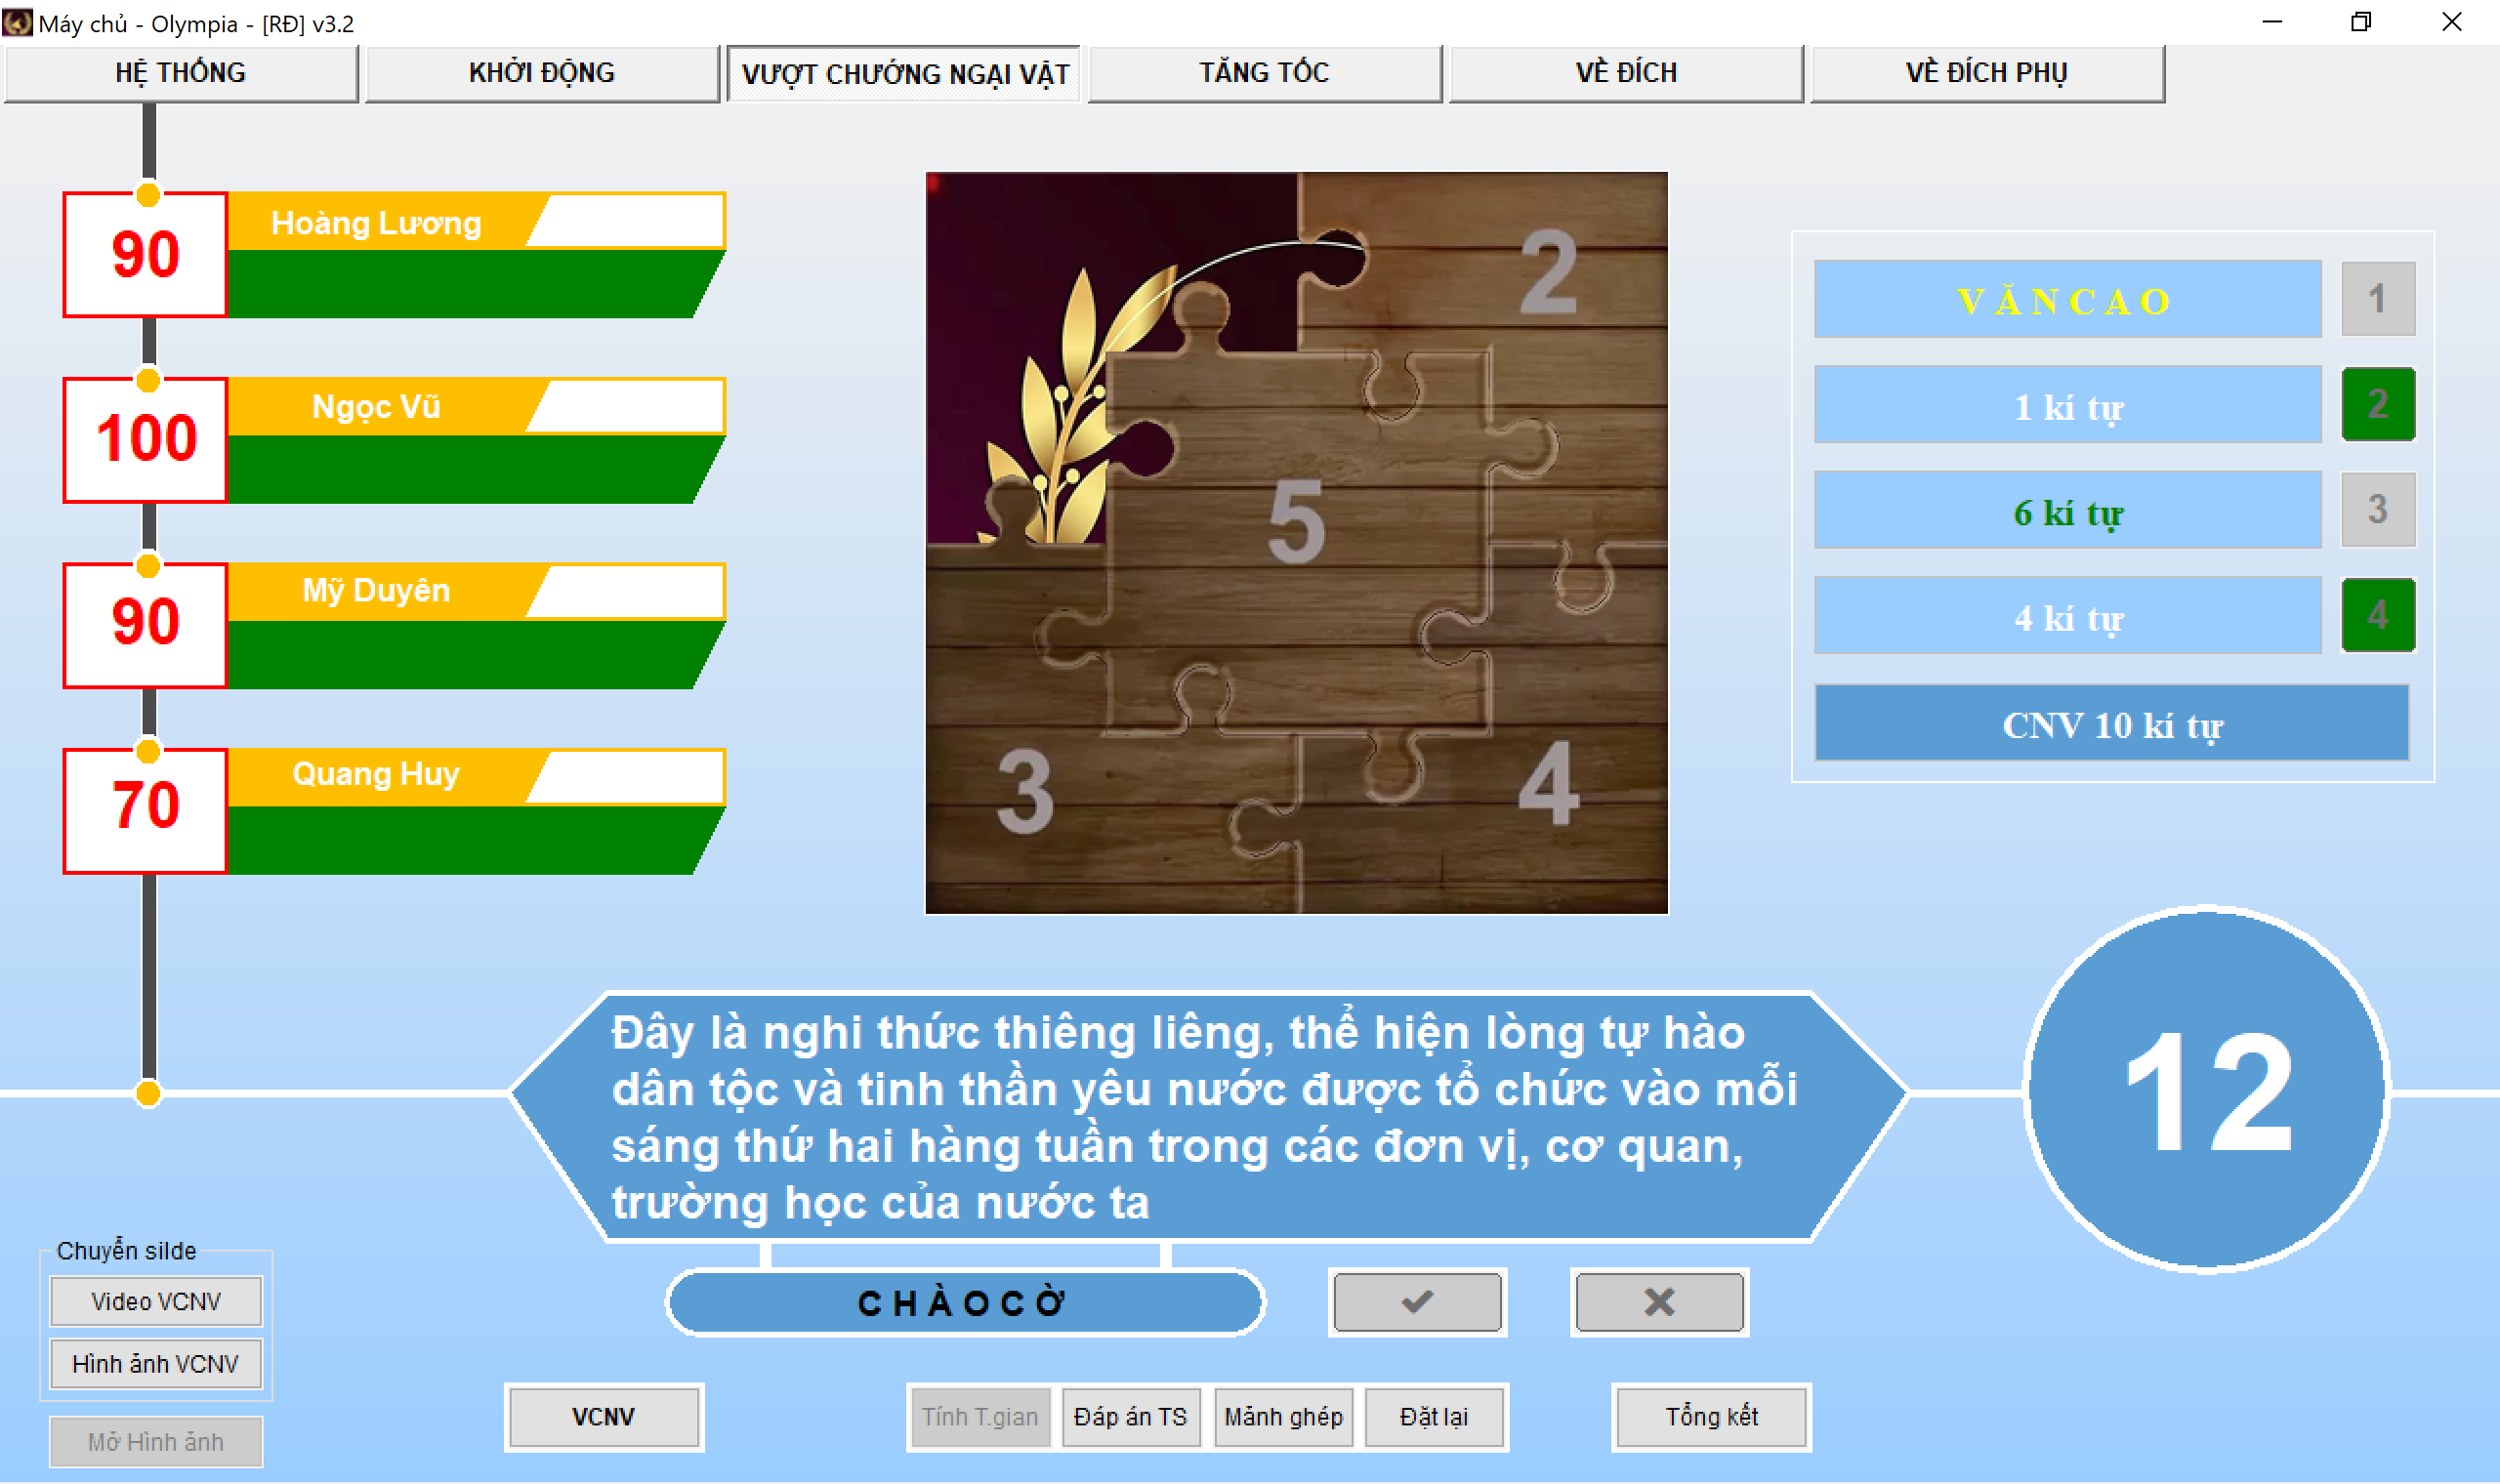 Máy chủ - Olympia - [RĐ] v3.2
HỆ THỐNG
KHỞI ĐỘNG
VƯỢT CHƯỚNG NGẠI VẬT
TĂNG TỐC
VỀ ĐÍCH
VỀ ĐÍCH PHỤ
90
Hoàng Lương
100
Ngọc Vũ
90
Mỹ Duyên
70
Quang Huy
2
5
3
4
V Ă N C A O
1
1 kí tự
2
6 kí tự
3
4 kí tự
4
CNV 10 kí tự
Đây là nghi thức thiêng liêng, thể hiện lòng tự hào
dân tộc và tinh thần yêu nước được tổ chức vào mỗi
sáng thứ hai hàng tuần trong các đơn vị, cơ quan,
trường học của nước ta
12
C H À O C Ờ
Chuyển silde
Video VCNV
Hình ảnh VCNV
Mở Hình ảnh
VCNV
Tính T.gian
Đáp án TS
Mảnh ghép
Đặt lại
Tổng kết